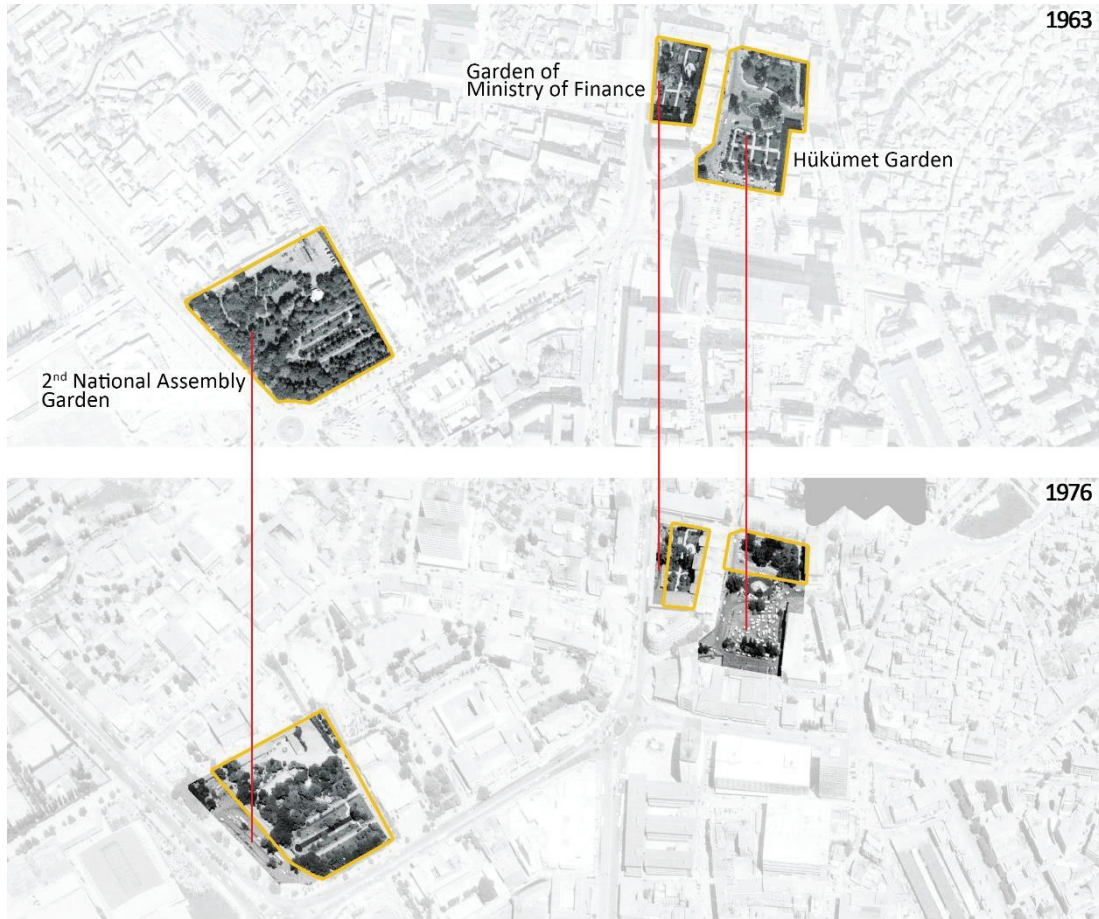 1963
Garden of
Ministry of Finance
Hükümet Garden
2nd National Assembly
Garden
1976